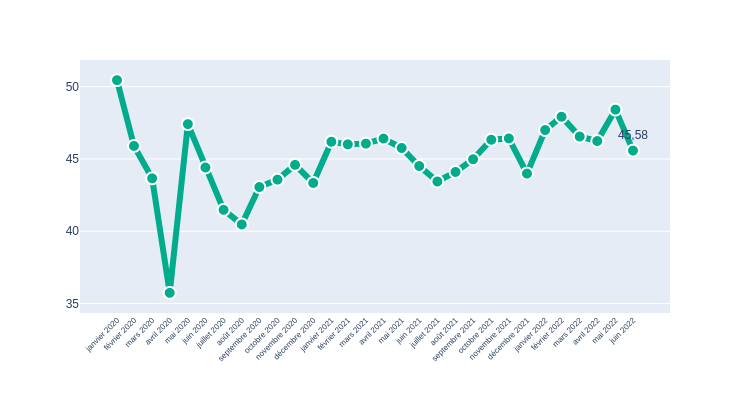 50
45
40
35
45,58
janvier 2020
février 2020
mars 2020
avril 2020
mai 2020
juin 2020
juillet 2020
août 2020
septembre 2020
octobre 2020
novembre 2020
décembre 2020
janvier 2021
février 2021
mars 2021
avril 2021
mai 2021
juin 2021
juillet 2021
août 2021
septembre 2021
octobre 2021
novembre 2021
décembre 2021
janvier 2022
février 2022
mars 2022
avril 2022
mai 2022
juin 2022